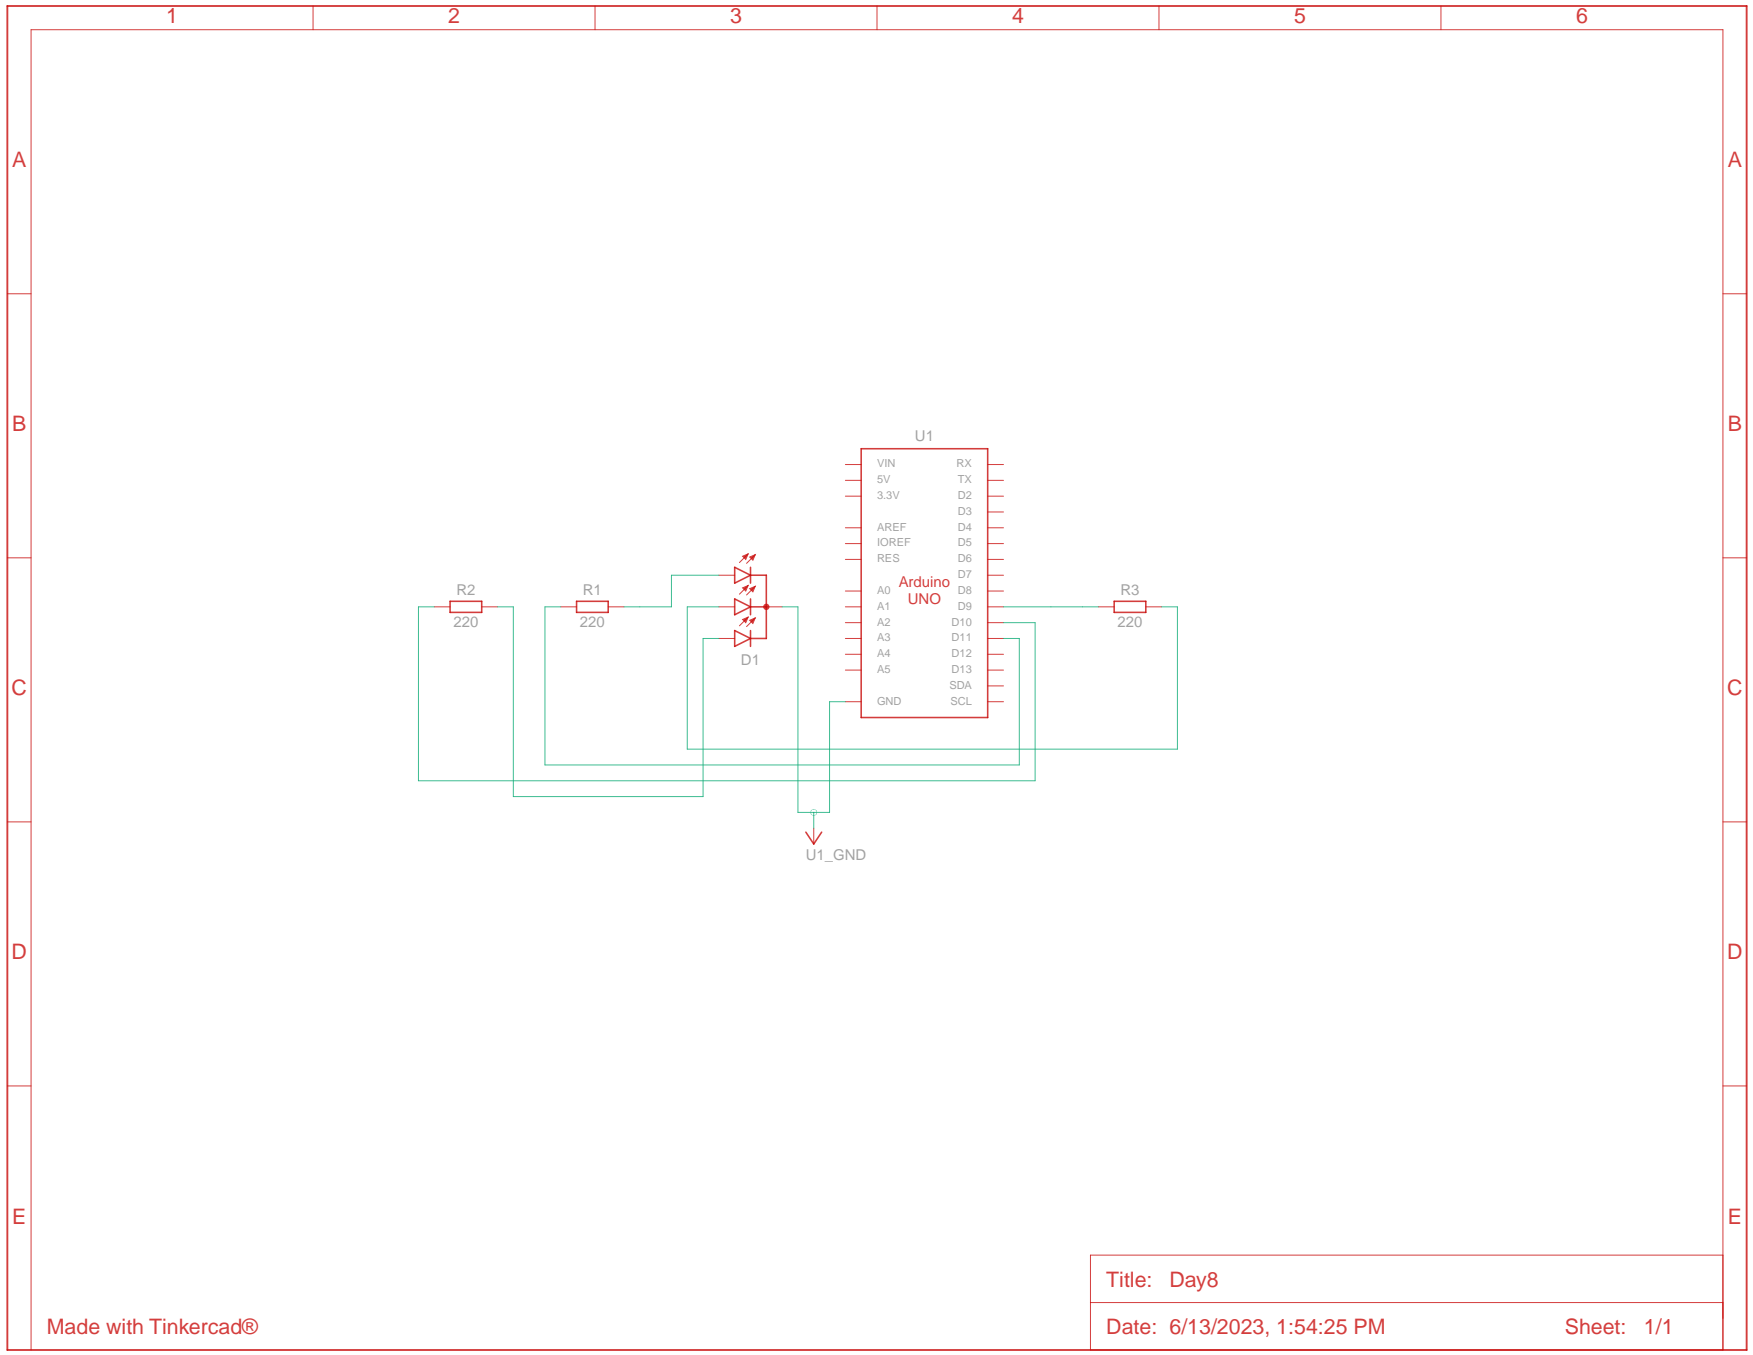 1 2 3 4 5 6
A A
B B
U1
VIN RX
5V TX
3.3V D2
D3
AREF D4
IOREF D5
RES D6
D7
A0 Arduino D8
R2 R1 A1 UNO D9 R3
220 220 A2 D10 220
A3 D11
A4 D12
D1 A5 D13
SDA
C C
GND SCL
U1_GND
D D
E E
Title: Day8
Made with Tinkercad®
Date: 6/13/2023, 1:54:25 PM Sheet: 1/1